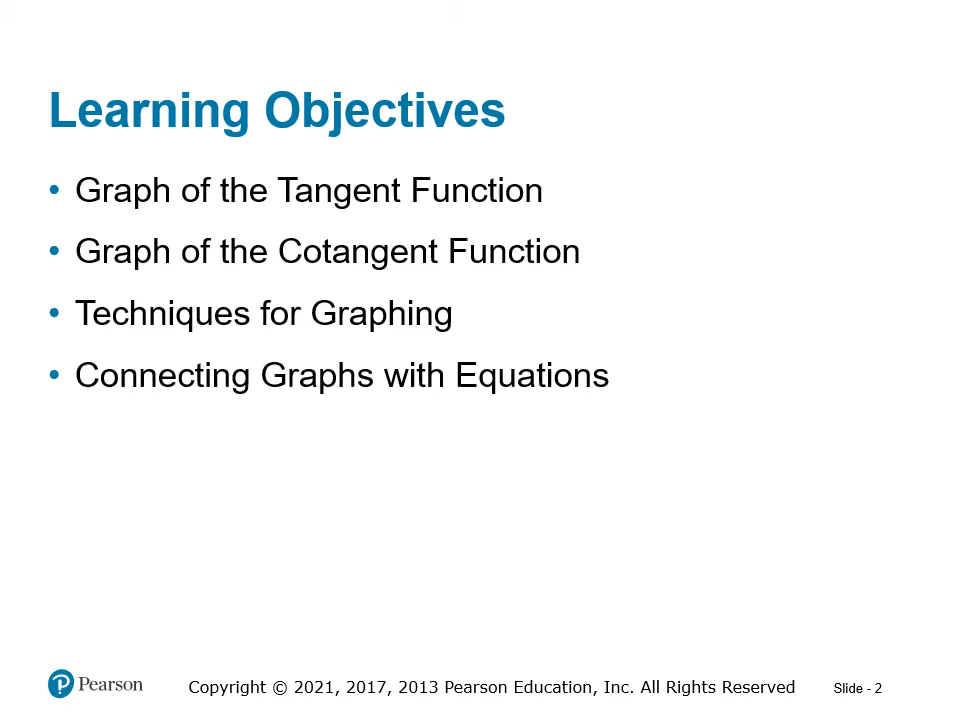 Learning Objectives
• Graph of the Tangent Function
• Graph of the Cotangent Function
• Techniques for Graphing
• Connecting Graphs with Equations
P Pearson
Copyright © 2021, 2017, 2013 Pearson Education, Inc. All Rights Reserved
Slide - 2